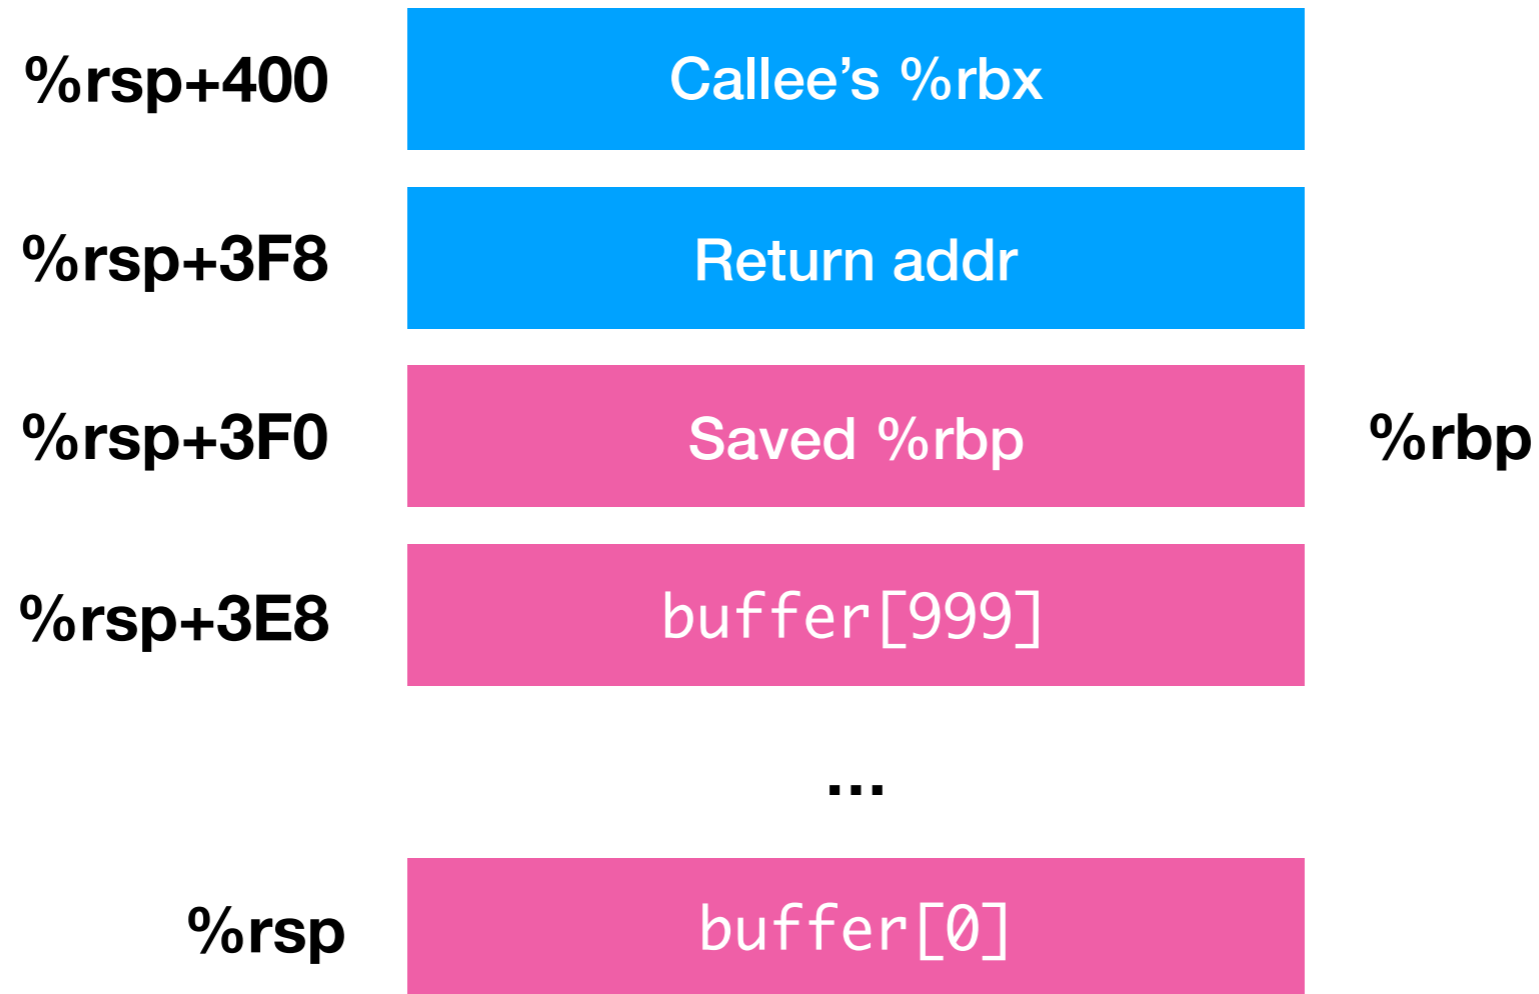 %rsp+400 Callee’s %rbx
%rsp+3F8 Return addr
%rsp+3F0 Saved %rbp %rbp
%rsp+3E8 buffer[999]
...
%rsp buffer[0]